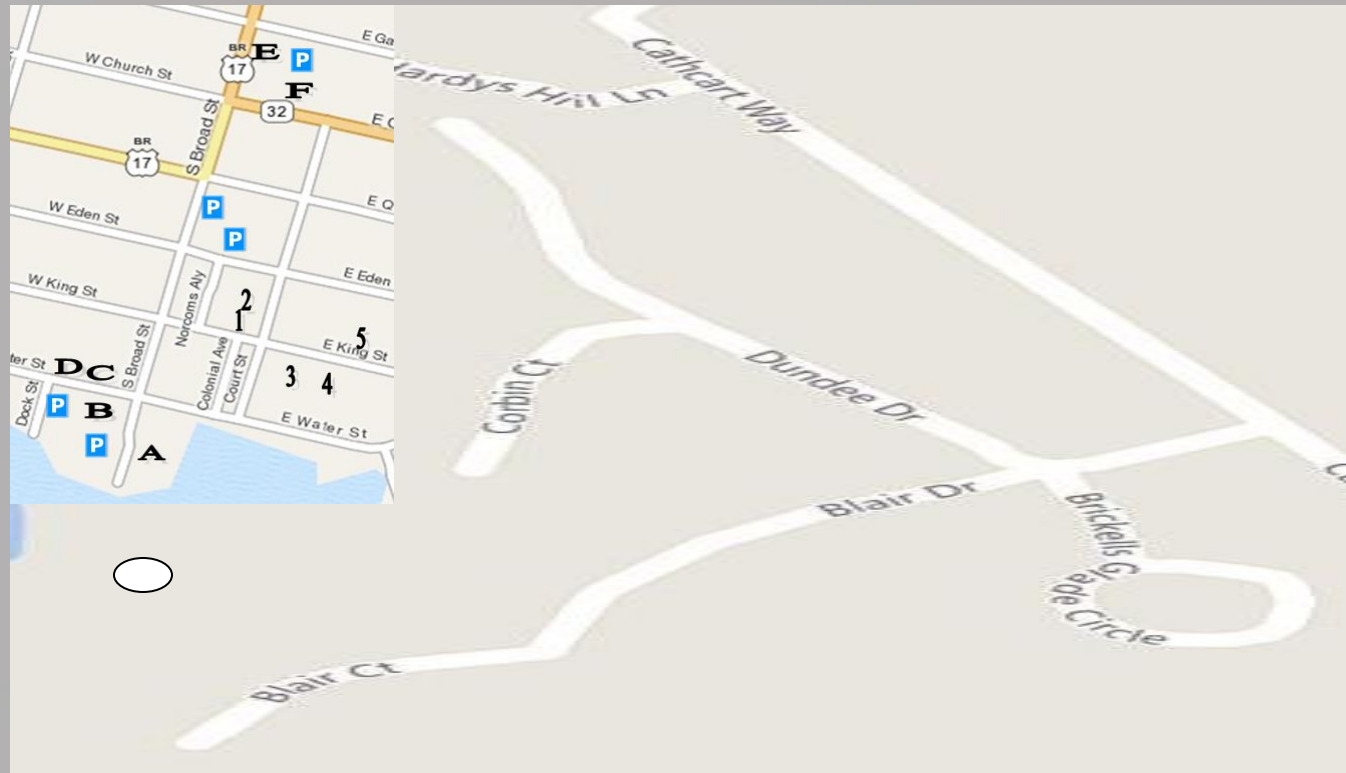 E Ga
BR
17
E
P
W Church St
F
32
E C
S Broad St
BR
17
P
E Q
W Eden St
P
E Eden
W King St
Norcoms Aly
2
1
5
E King St
S Broad St
Colonial Ave
Court St
3
4
ter St
D
C
Dock St
P
B
E Water St
P
A
ardys Hill Ln
Cathcart Way
Corbin Ct
Dundee Dr
Blair Dr
Brickells Glade Circle
Blair Ct